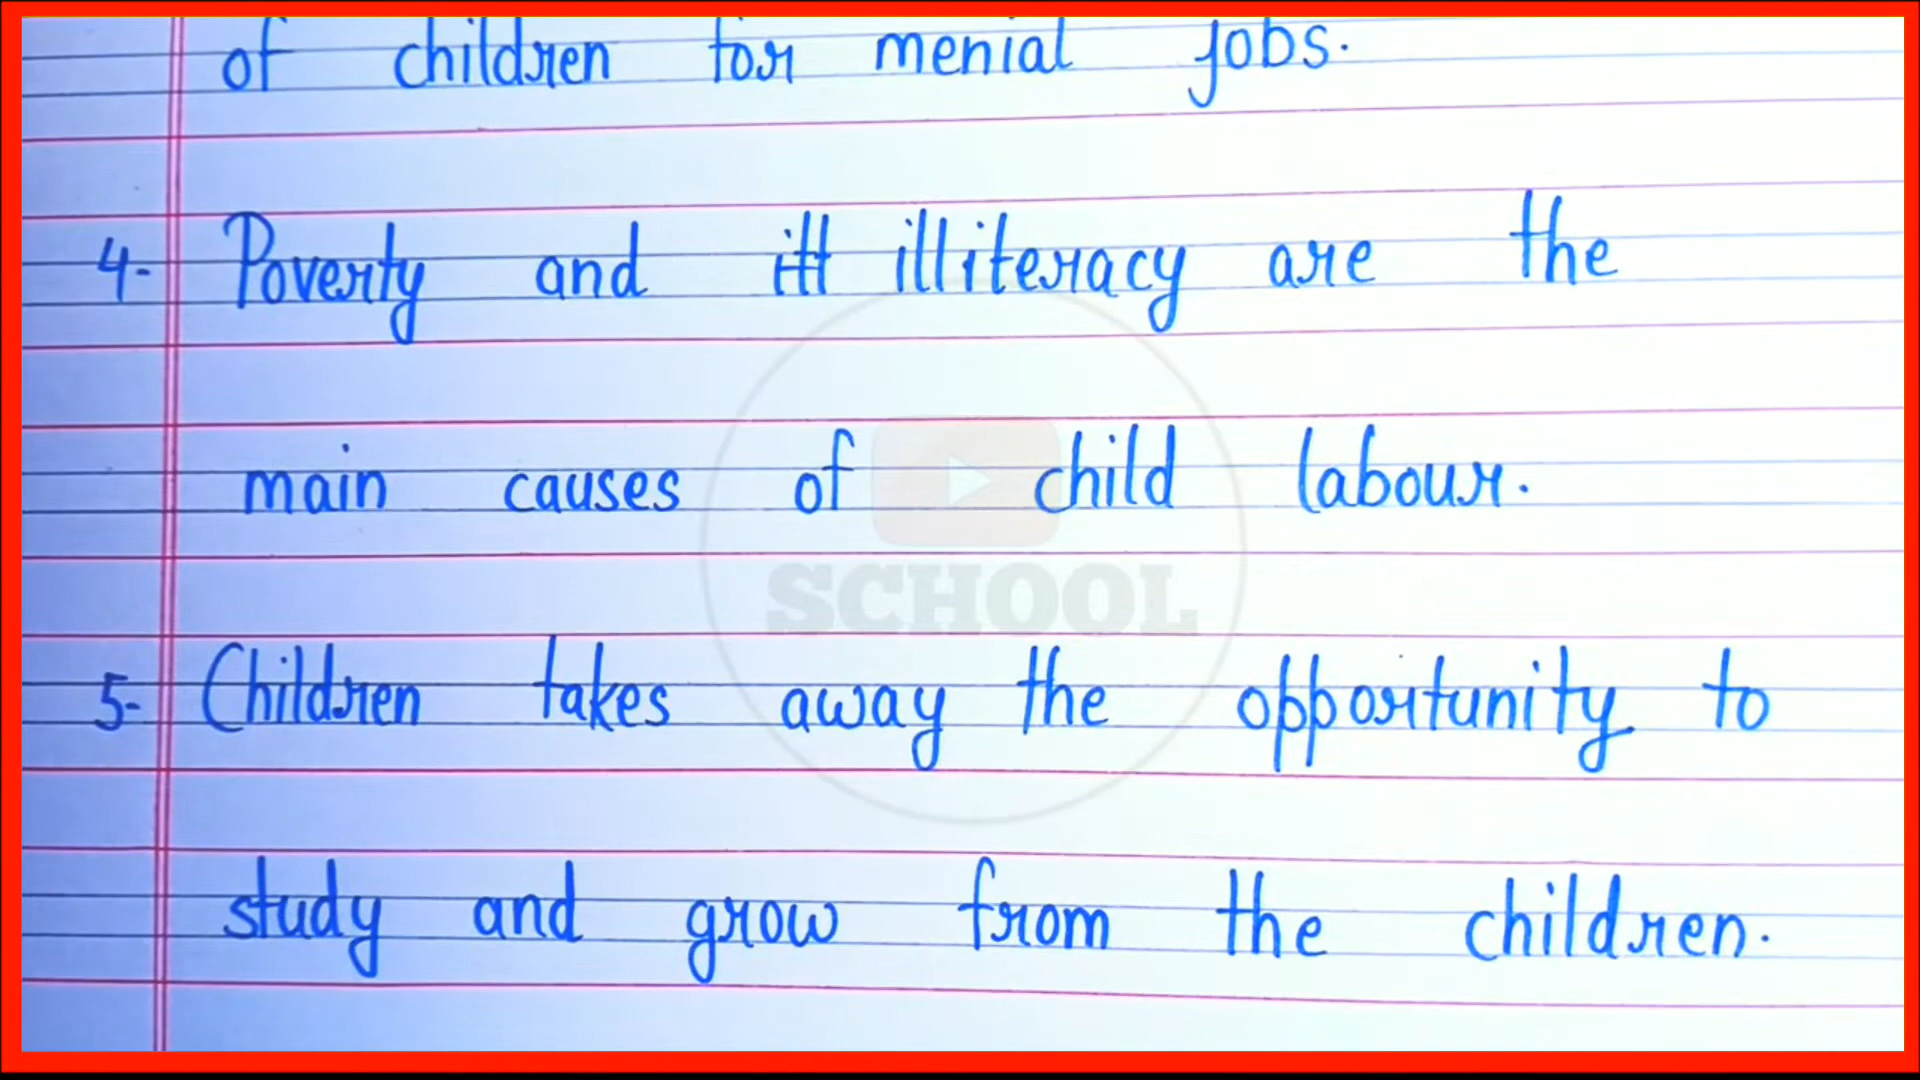 of children for menial jobs.
4- Poverty and itt illiteracy are the
main causes of child labour.
SCHOOL
5- Children takes away the opportunity to
study and grow from the children.